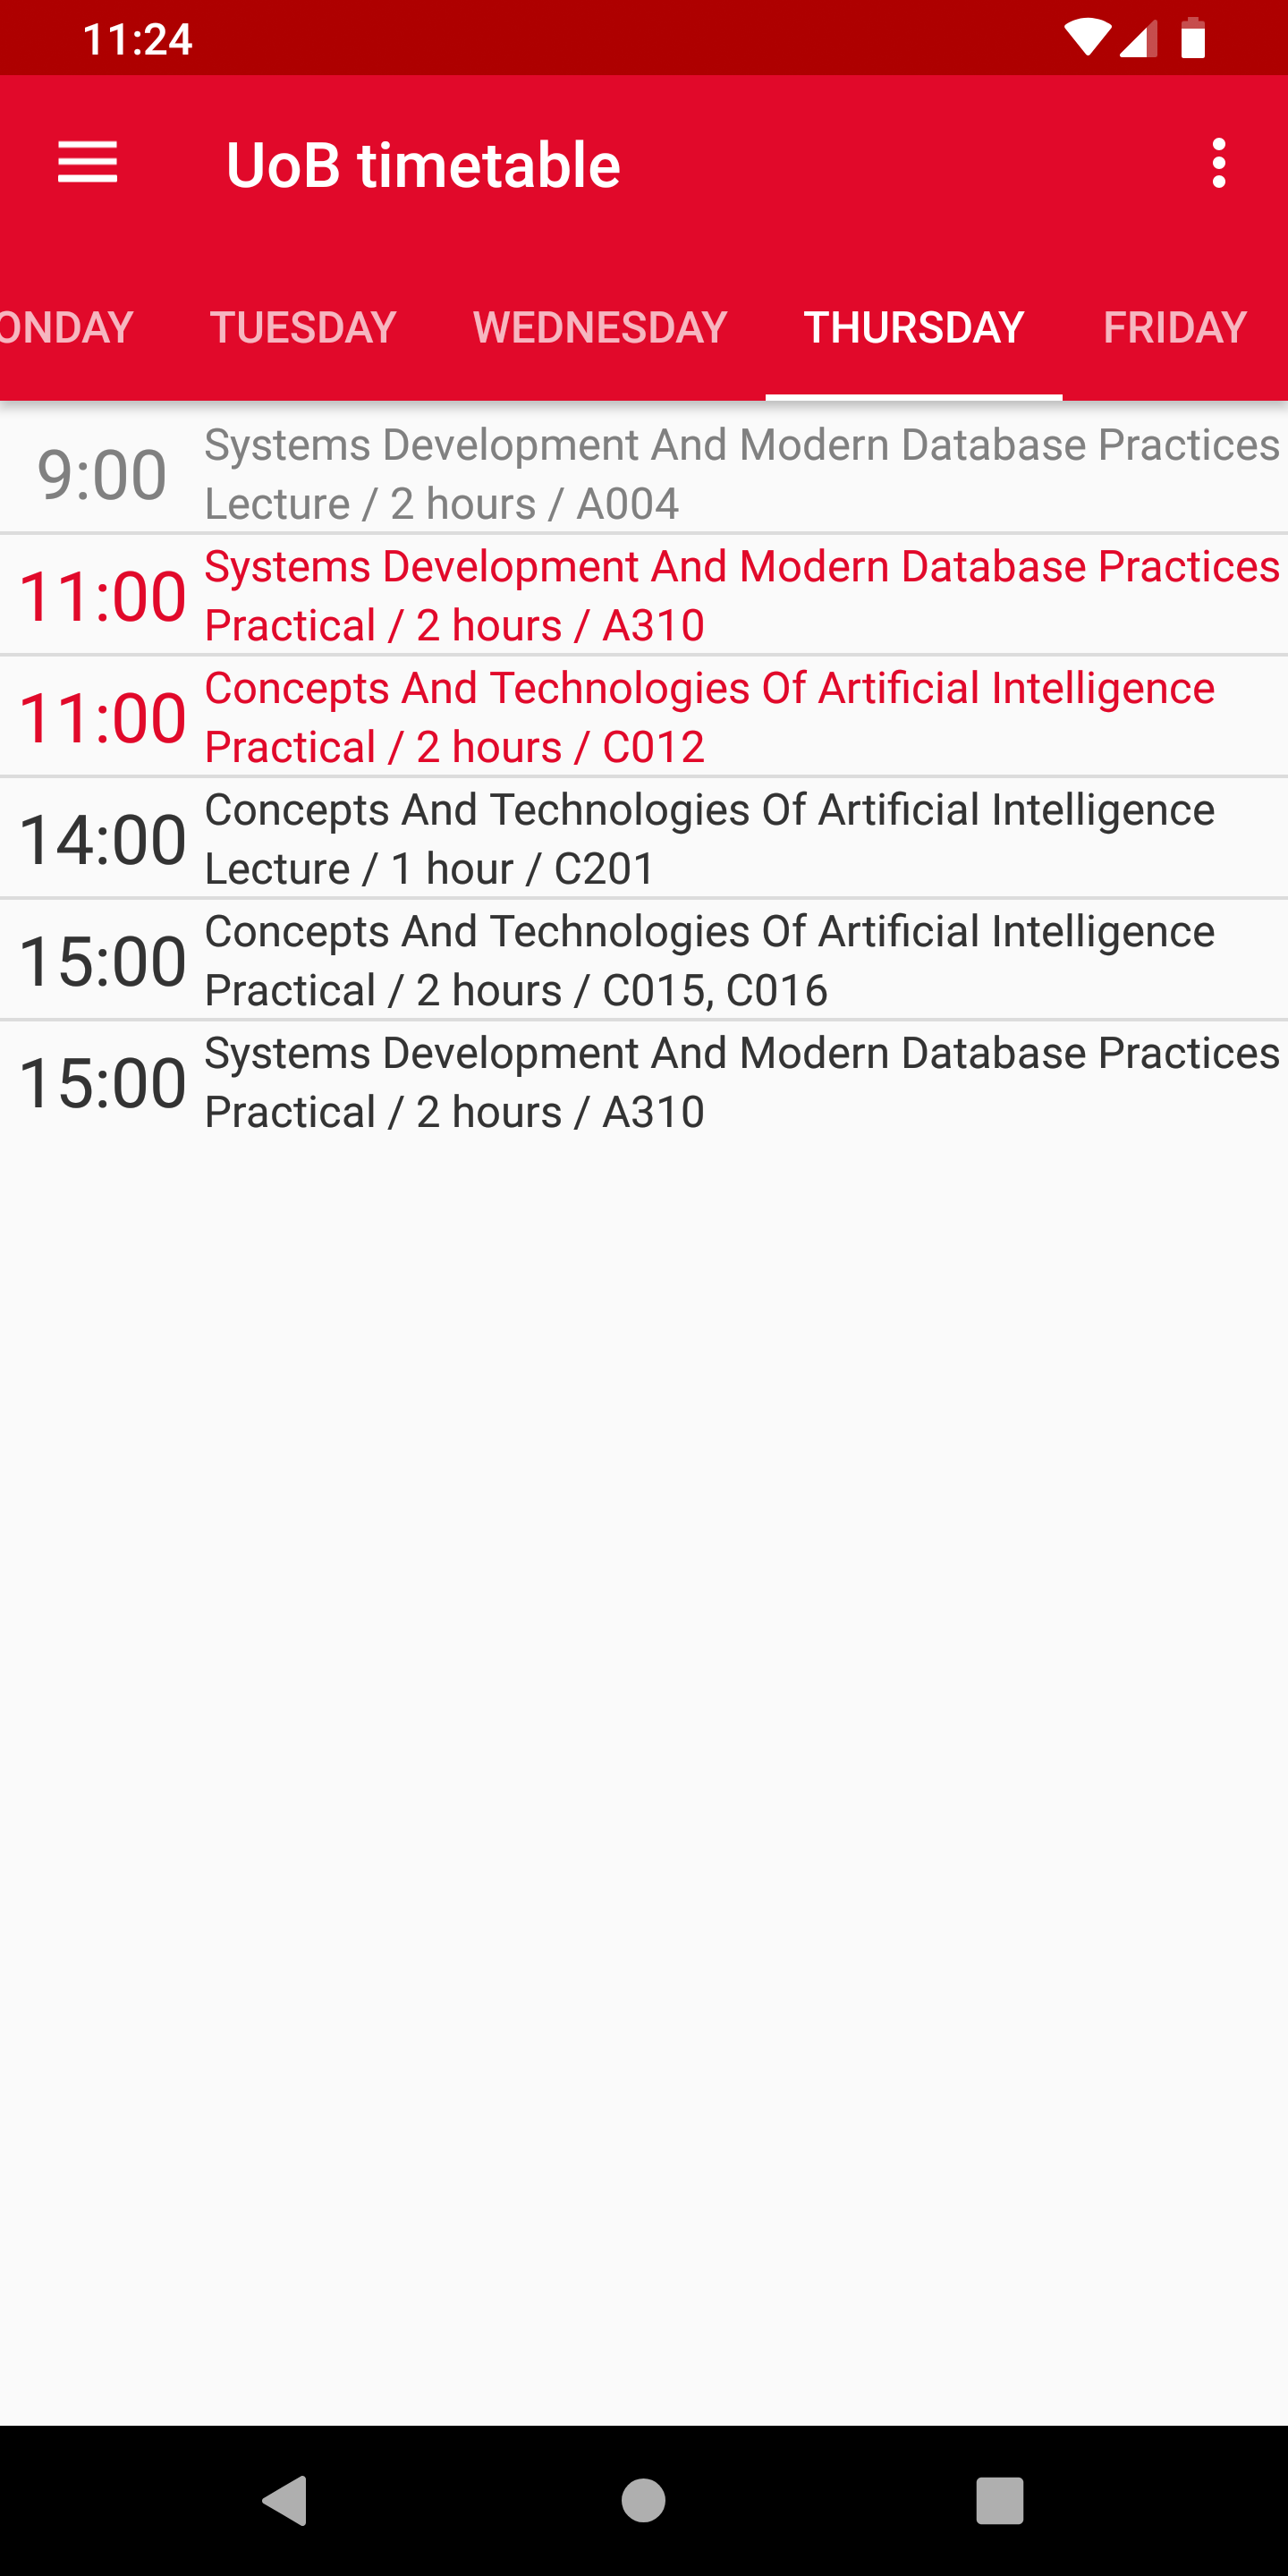 11:24
UoB timetable
ONDAY TUESDAY WEDNESDAY THURSDAY FRIDAY
9:00 Systems Development And Modern Database Practices
Lecture / 2 hours / A004
11:00 Systems Development And Modern Database Practices
Practical / 2 hours / A310
11:00 Concepts And Technologies Of Artificial Intelligence
Practical / 2 hours / C012
14:00 Concepts And Technologies Of Artificial Intelligence
Lecture / 1 hour / C201
15:00 Concepts And Technologies Of Artificial Intelligence
Practical / 2 hours / C015, C016
15:00 Systems Development And Modern Database Practices
Practical / 2 hours / A310